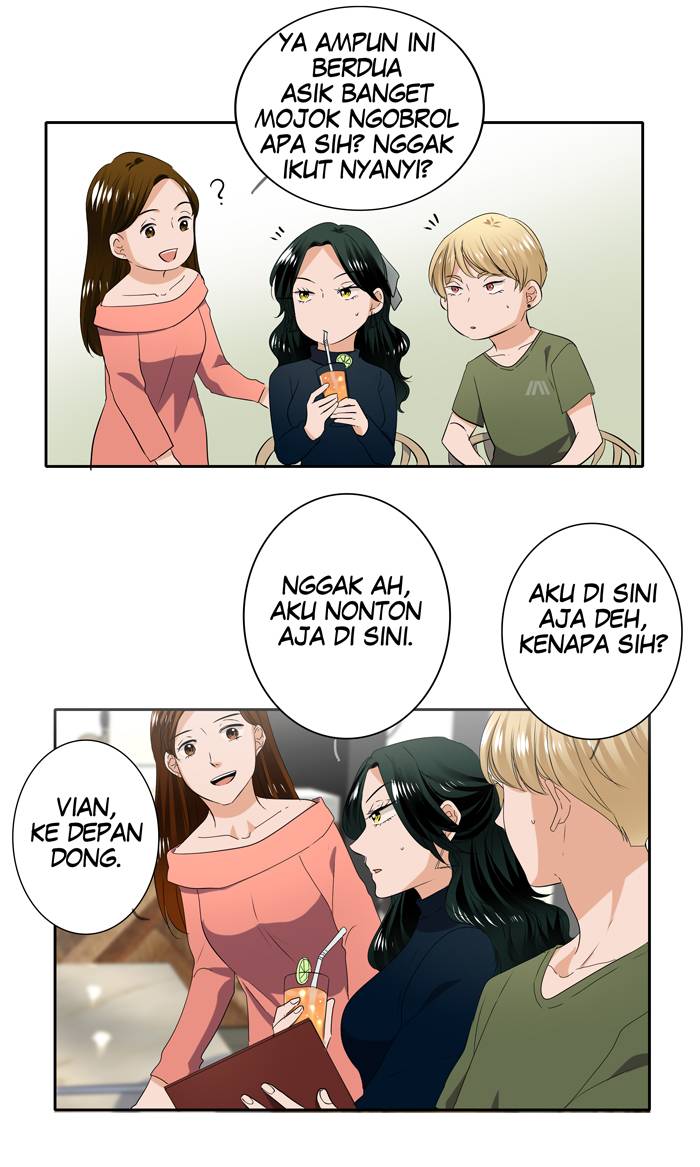 YA AMPUN INI
BERDUA
ASIK BANGET
MOJOK NGOBROL
APA SIH? NGGAK
IKUT NYANYI?
?
NGGAK AH,
AKU NONTON
AJA DI SINI.
AKU DI SINI
AJA DEH,
KENAPA SIH?
VIAN,
KE DEPAN
DONG.